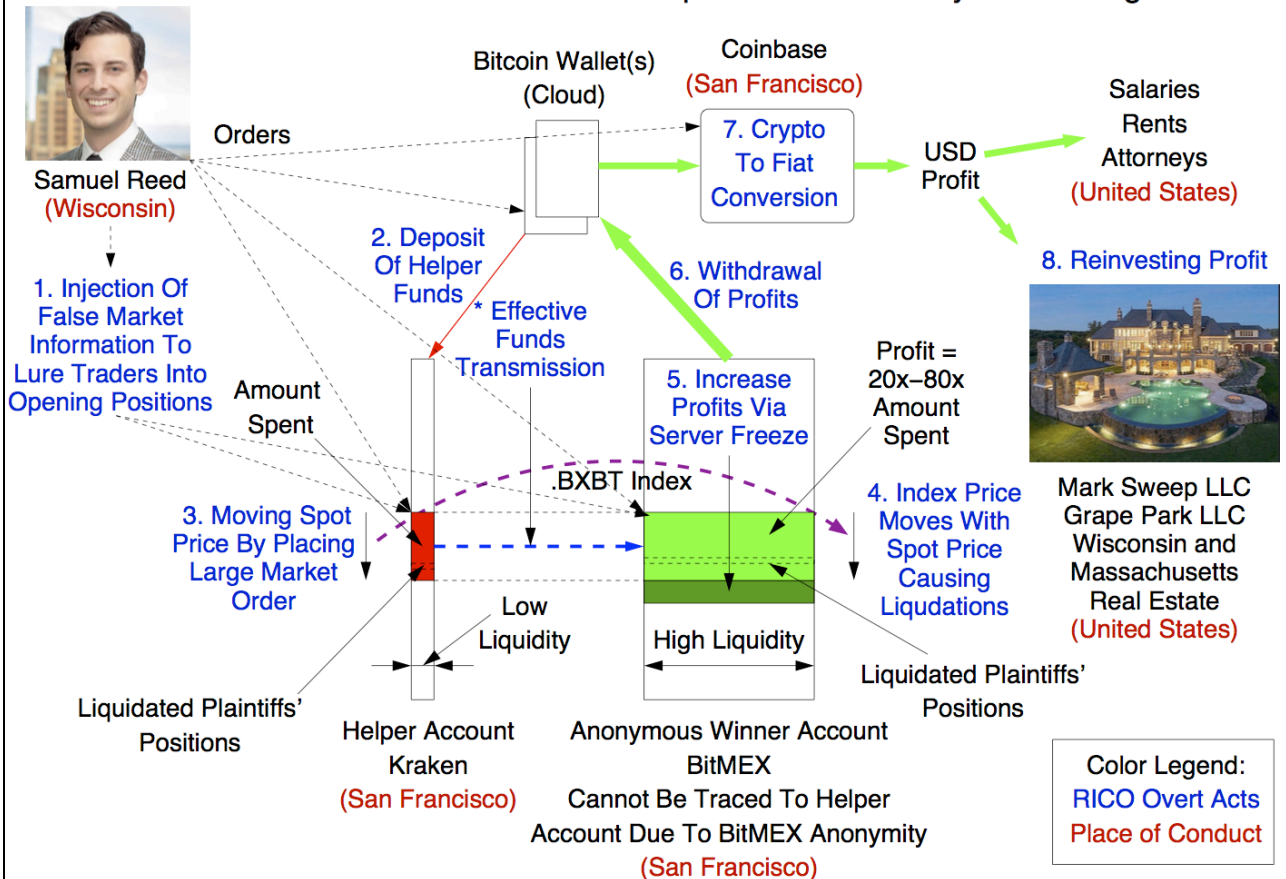 Orders
Samuel Reed
(Wisconsin)
Bitcoin Wallet(s)
(Cloud)
Coinbase
(San Francisco)
7. Crypto
To Fiat
Conversion
USD
Profit
Salaries
Rents
Attorneys
(United States)
1. Injection Of
False Market
Information To
Lure Traders Into
Opening Positions
2. Deposit
Of Helper
Funds
* Effective
Funds
Transmission
6. Withdrawal
Of Profits
8. Reinvesting Profit
Amount
Spent
5. Increase
Profits Via
Server Freeze
Profit =
20x–80x
Amount
Spent
.BXBT Index
3. Moving Spot
Price By Placing
Large Market
Order
4. Index Price
Moves With
Spot Price
Causing
Liqudations
Mark Sweep LLC
Grape Park LLC
Wisconsin and
Massachusetts
Real Estate
(United States)
Low
Liquidity
High Liquidity
Liquidated Plaintiffs'
Positions
Liquidated Plaintiffs'
Positions
Helper Account
Kraken
(San Francisco)
Anonymous Winner Account
BitMEX
Cannot Be Traced To Helper
Account Due To BitMEX Anonymity
(San Francisco)
Color Legend:
RICO Overt Acts
Place of Conduct